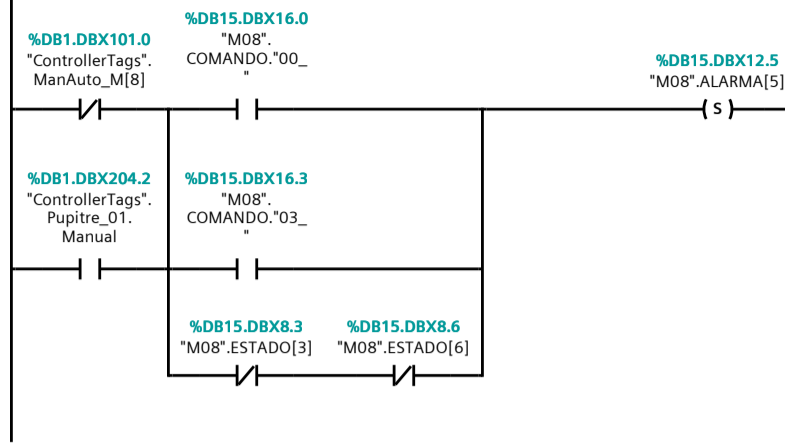 %DB15.DBX16.0
%DB1.DBX101.0
"M08".
"ControllerTags".
COMANDO."00_
%DB15.DBX12.5
ManAuto_M[8]
"
"M08".ALARMA[5]
S
%DB1.DBX204.2
%DB15.DBX16.3
"ControllerTags".
"M08".
Pupitre_01.
COMANDO."03_
Manual
"
%DB15.DBX8.3
%DB15.DBX8.6
"M08".ESTADO[3]
"M08".ESTADO[6]